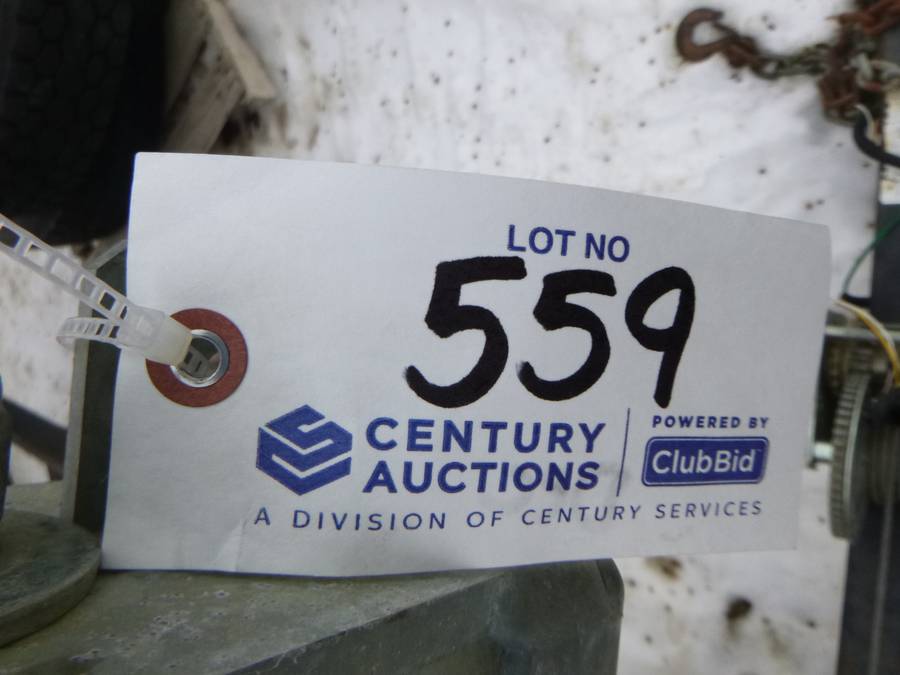 LOT NO
559
CENTURY
AUCTIONS
POWERED BY
ClubBid
A DIVISION OF CENTURY SERVICES